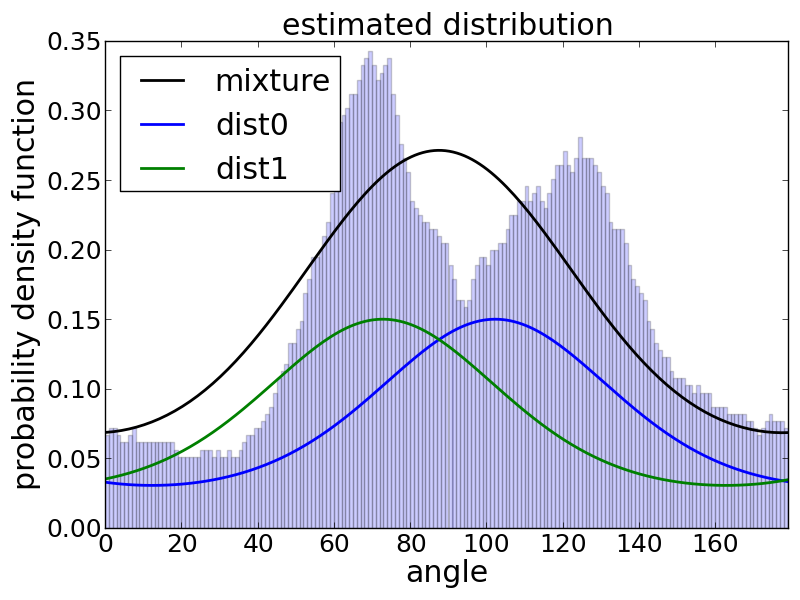 estimated distribution
probability density function
0.35
0.30
0.25
0.20
0.15
0.10
0.05
0.00
mixture
dist0
dist1
0 20 40 60 80 100 120 140 160
angle